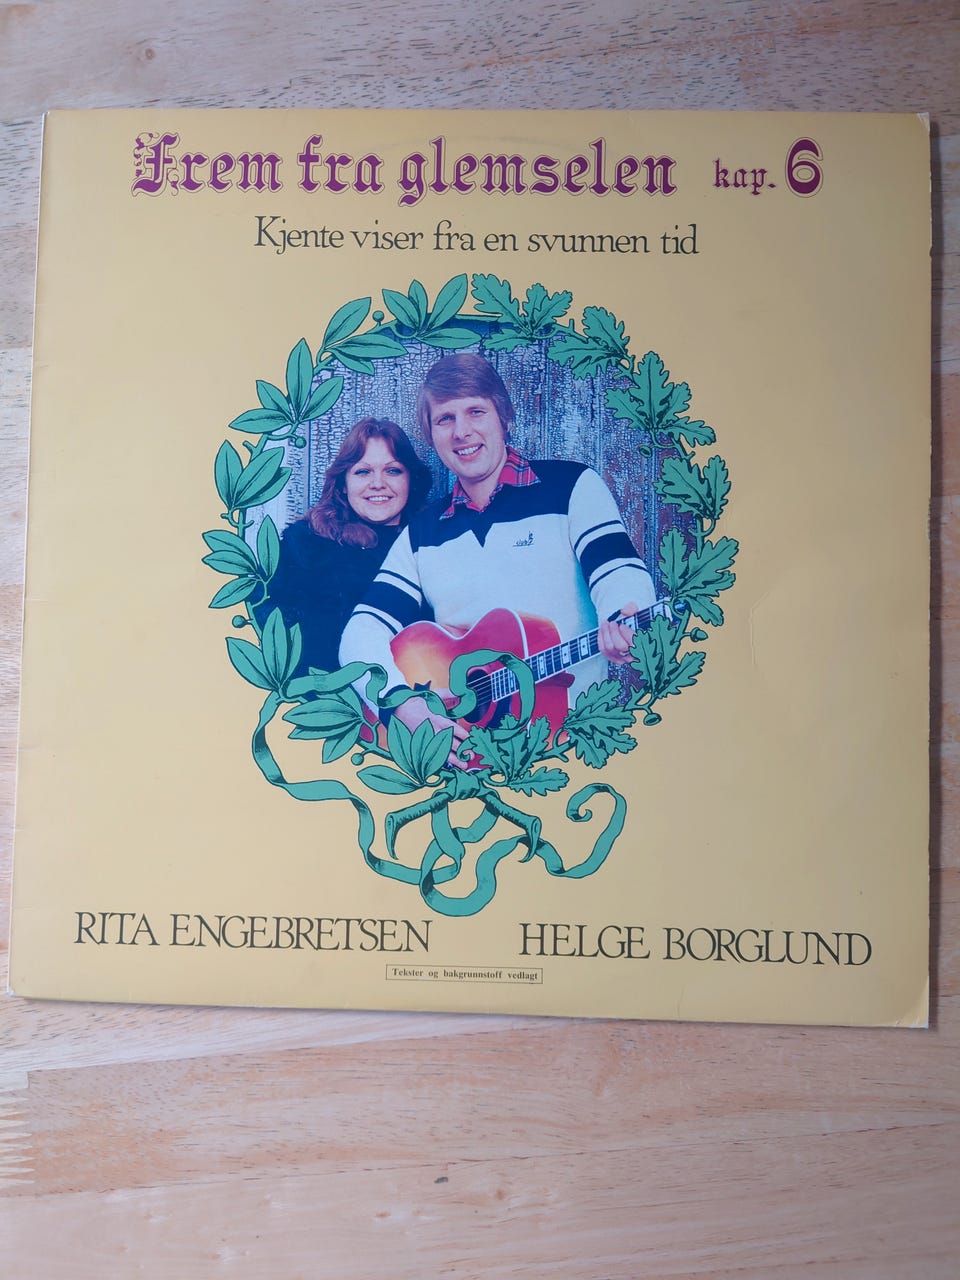 Frem fra glemselen kap. 6
Kjente viser fra en svunnen tid
club
RITA ENGEBRETSEN HELGE BORGLUND
Tekster og bakgrunnstoff vedlagt